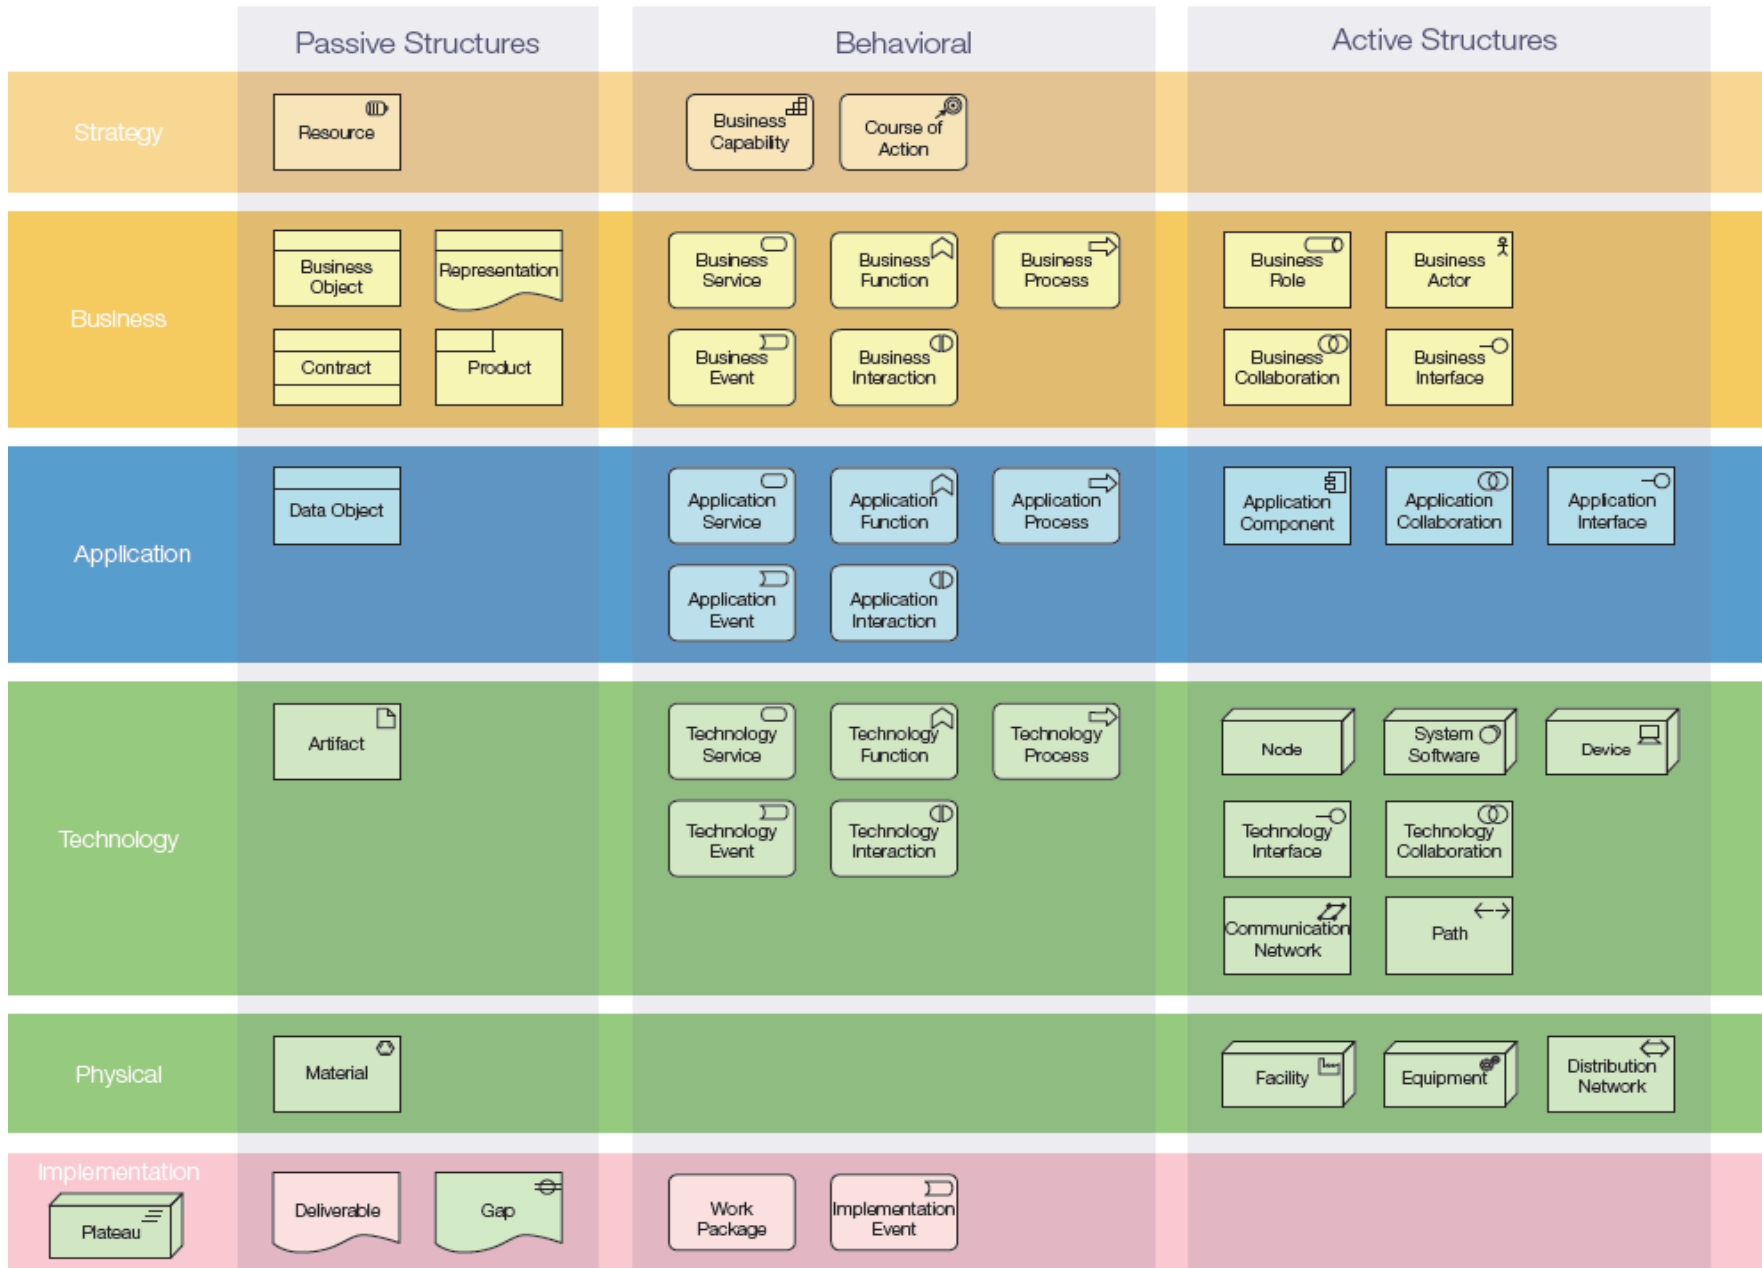 Passive Structures
Behavioral
Active Structures
Strategy
Resource
Business
Capability
Course of
Action
Business
Business
Object
Representation
Business
Service
Business
Function
Business
Process
Business
Role
Business
Actor
Contract
Product
Business
Event
Business
Interaction
Business
Collaboration
Business
Interface
Application
Data Object
Application
Service
Application
Function
Application
Process
Application
Component
Application
Collaboration
Application
Interface
Application
Event
Application
Interaction
Technology
Artifact
Technology
Service
Technology
Function
Technology
Process
Node
System
Software
Device
Technology
Event
Technology
Interaction
Technology
Interface
Technology
Collaboration
Communication
Network
Path
Physical
Material
Facility
Equipment
Distribution
Network
Implementation
Plateau
Deliverable
Gap
Work
Package
Implementation
Event